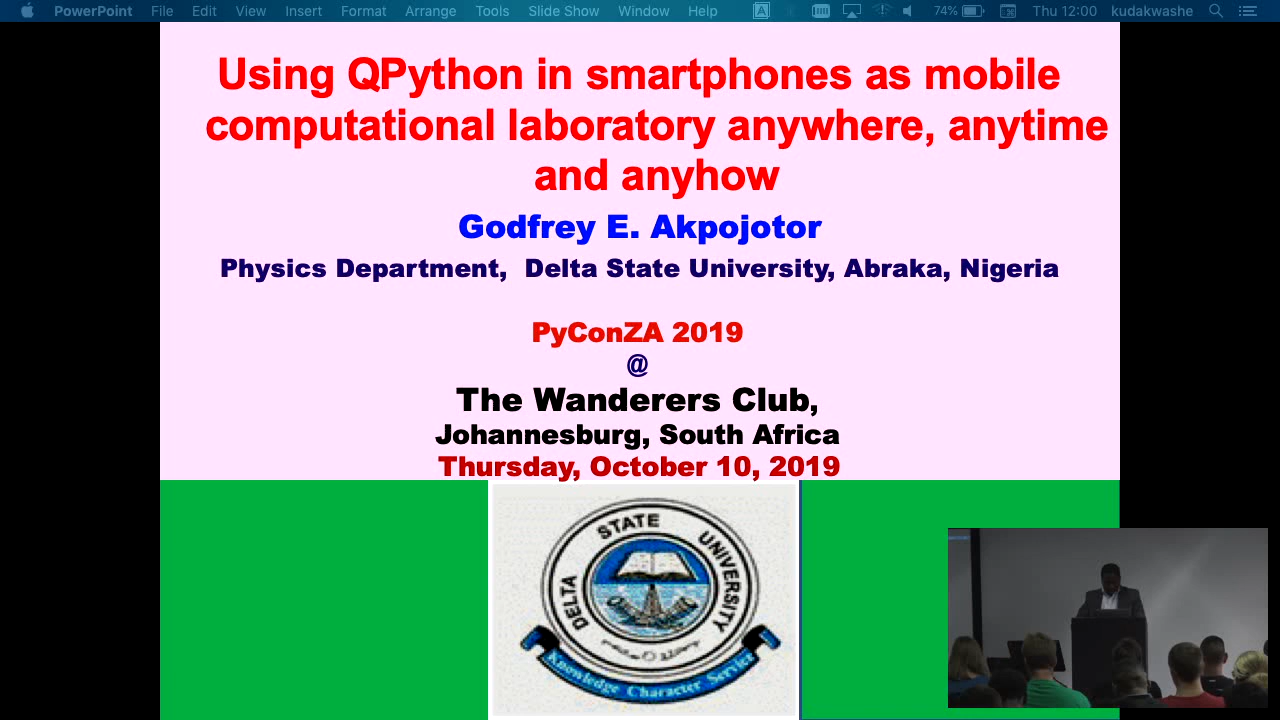 PowerPoint File Edit View Insert Format Arrange Tools Slide Show Window Help A 74% Thu 12:00 kudakwashe
Using QPython in smartphones as mobile
computational laboratory anywhere, anytime
and anyhow
Godfrey E. Akpojotor
Physics Department, Delta State University, Abraka, Nigeria
PyConZA 2019
@
The Wanderers Club,
Johannesburg, South Africa
Thursday, October 10, 2019
DELTA STATE UNIVERSITY
Knowledge Character Service